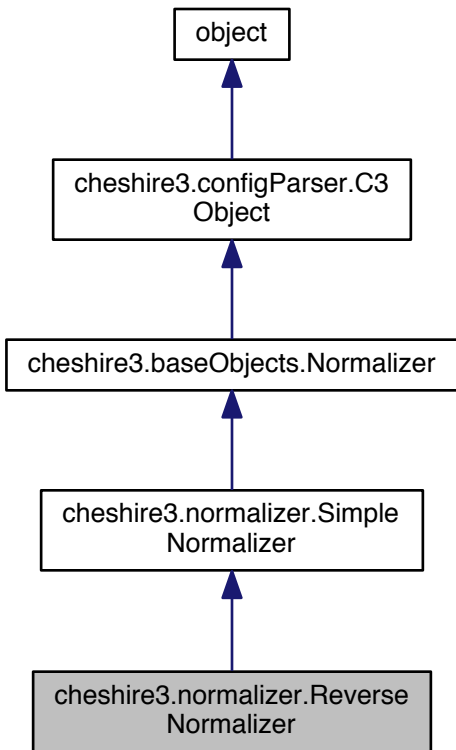 object
cheshire3.configParser.C3
Object
cheshire3.baseObjects.Normalizer
cheshire3.normalizer.Simple
Normalizer
cheshire3.normalizer.Reverse
Normalizer